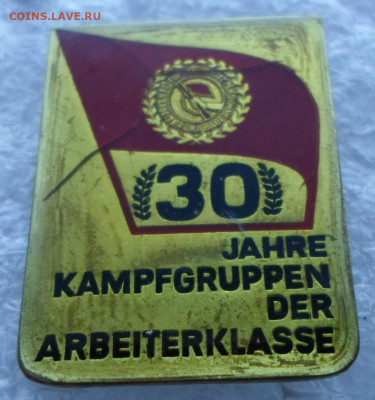 COINS.LAVE.RU
30
JAHRE
KAMPFGRUPPEN
DER
ARBEITERKLASSE